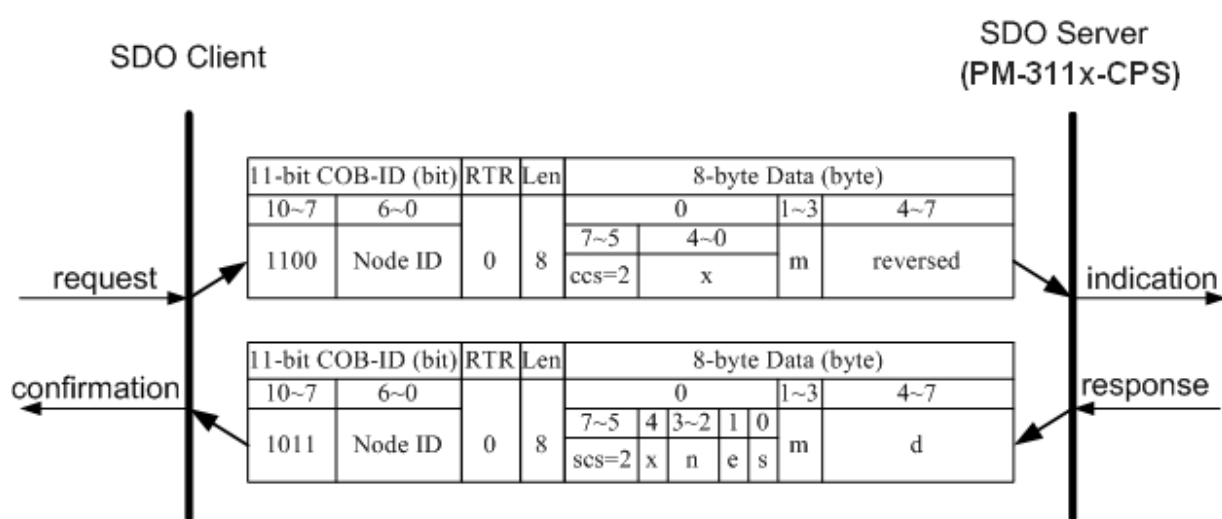 SDO Client
SDO Server
(PM-311x-CPS)
11-bit COB-ID (bit) RTR Len 8-byte Data (byte)
10~7 6~0 0 1~3 4~7
7~5 4~0
1100 Node ID 0 8 ccs=2 x m reversed
request
indication
11-bit COB-ID (bit) RTR Len 8-byte Data (byte)
10~7 6~0 0 1~3 4~7
7~5 4 3~2 1 0
1011 Node ID 0 8 scs=2 x n e s m d
confirmation
response